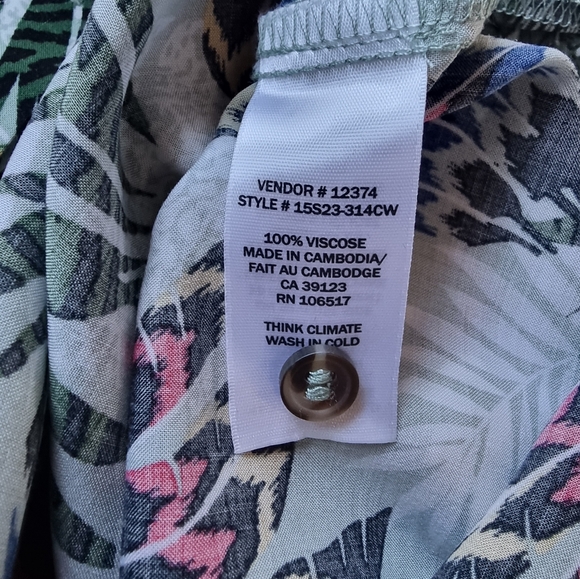 VENDOR # 12374
STYLE # 15S23-314CW
100% VISCOSE
MADE IN CAMBODIA/
FAIT AU CAMBODGE
CA 39123
RN 106517
THINK CLIMATE
WASH IN COLD